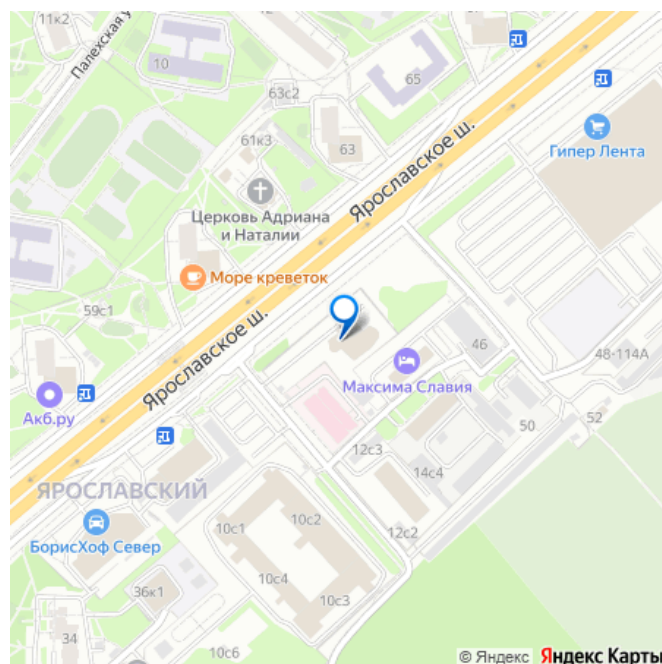 11к2
Палехская у
10
63с2
65
61к3
63
Гипер Лента
Ярославское ш.
Церковь Адриана
и Наталии
Море креветок
59с1
Ярославское ш.
46
48-114А
Максима Славия
Акб.ру
52
50
12с3
14с4
ЯРОСЛАВСКИЙ
10с2
10с1
12с2
БорисХоф Север
10с4
36к1
10с3
34
10с6
© Яндекс Яндекс Карты